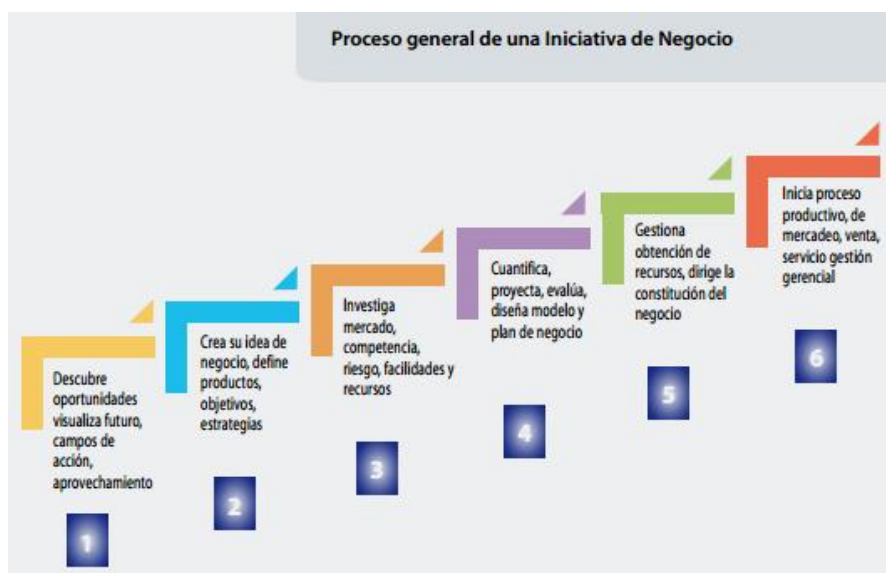 Proceso general de una Iniciativa de Negocio
Descubre
oportunidades
visualiza futuro,
campos de
acción,
aprovechamiento
1
Crea su idea de
negocio, define
productos,
objetivos,
estrategias
2
Investiga
mercado,
competencia,
riesgo, facilidades y
recursos
3
Cuantifica,
proyecta, evalúa,
diseña modelo y
plan de negocio
4
Gestiona
obtención de
recursos, dirige la
constitución del
negocio
5
Inicia proceso
productivo, de
mercadeo, venta,
servicio gestión
gerencial
6